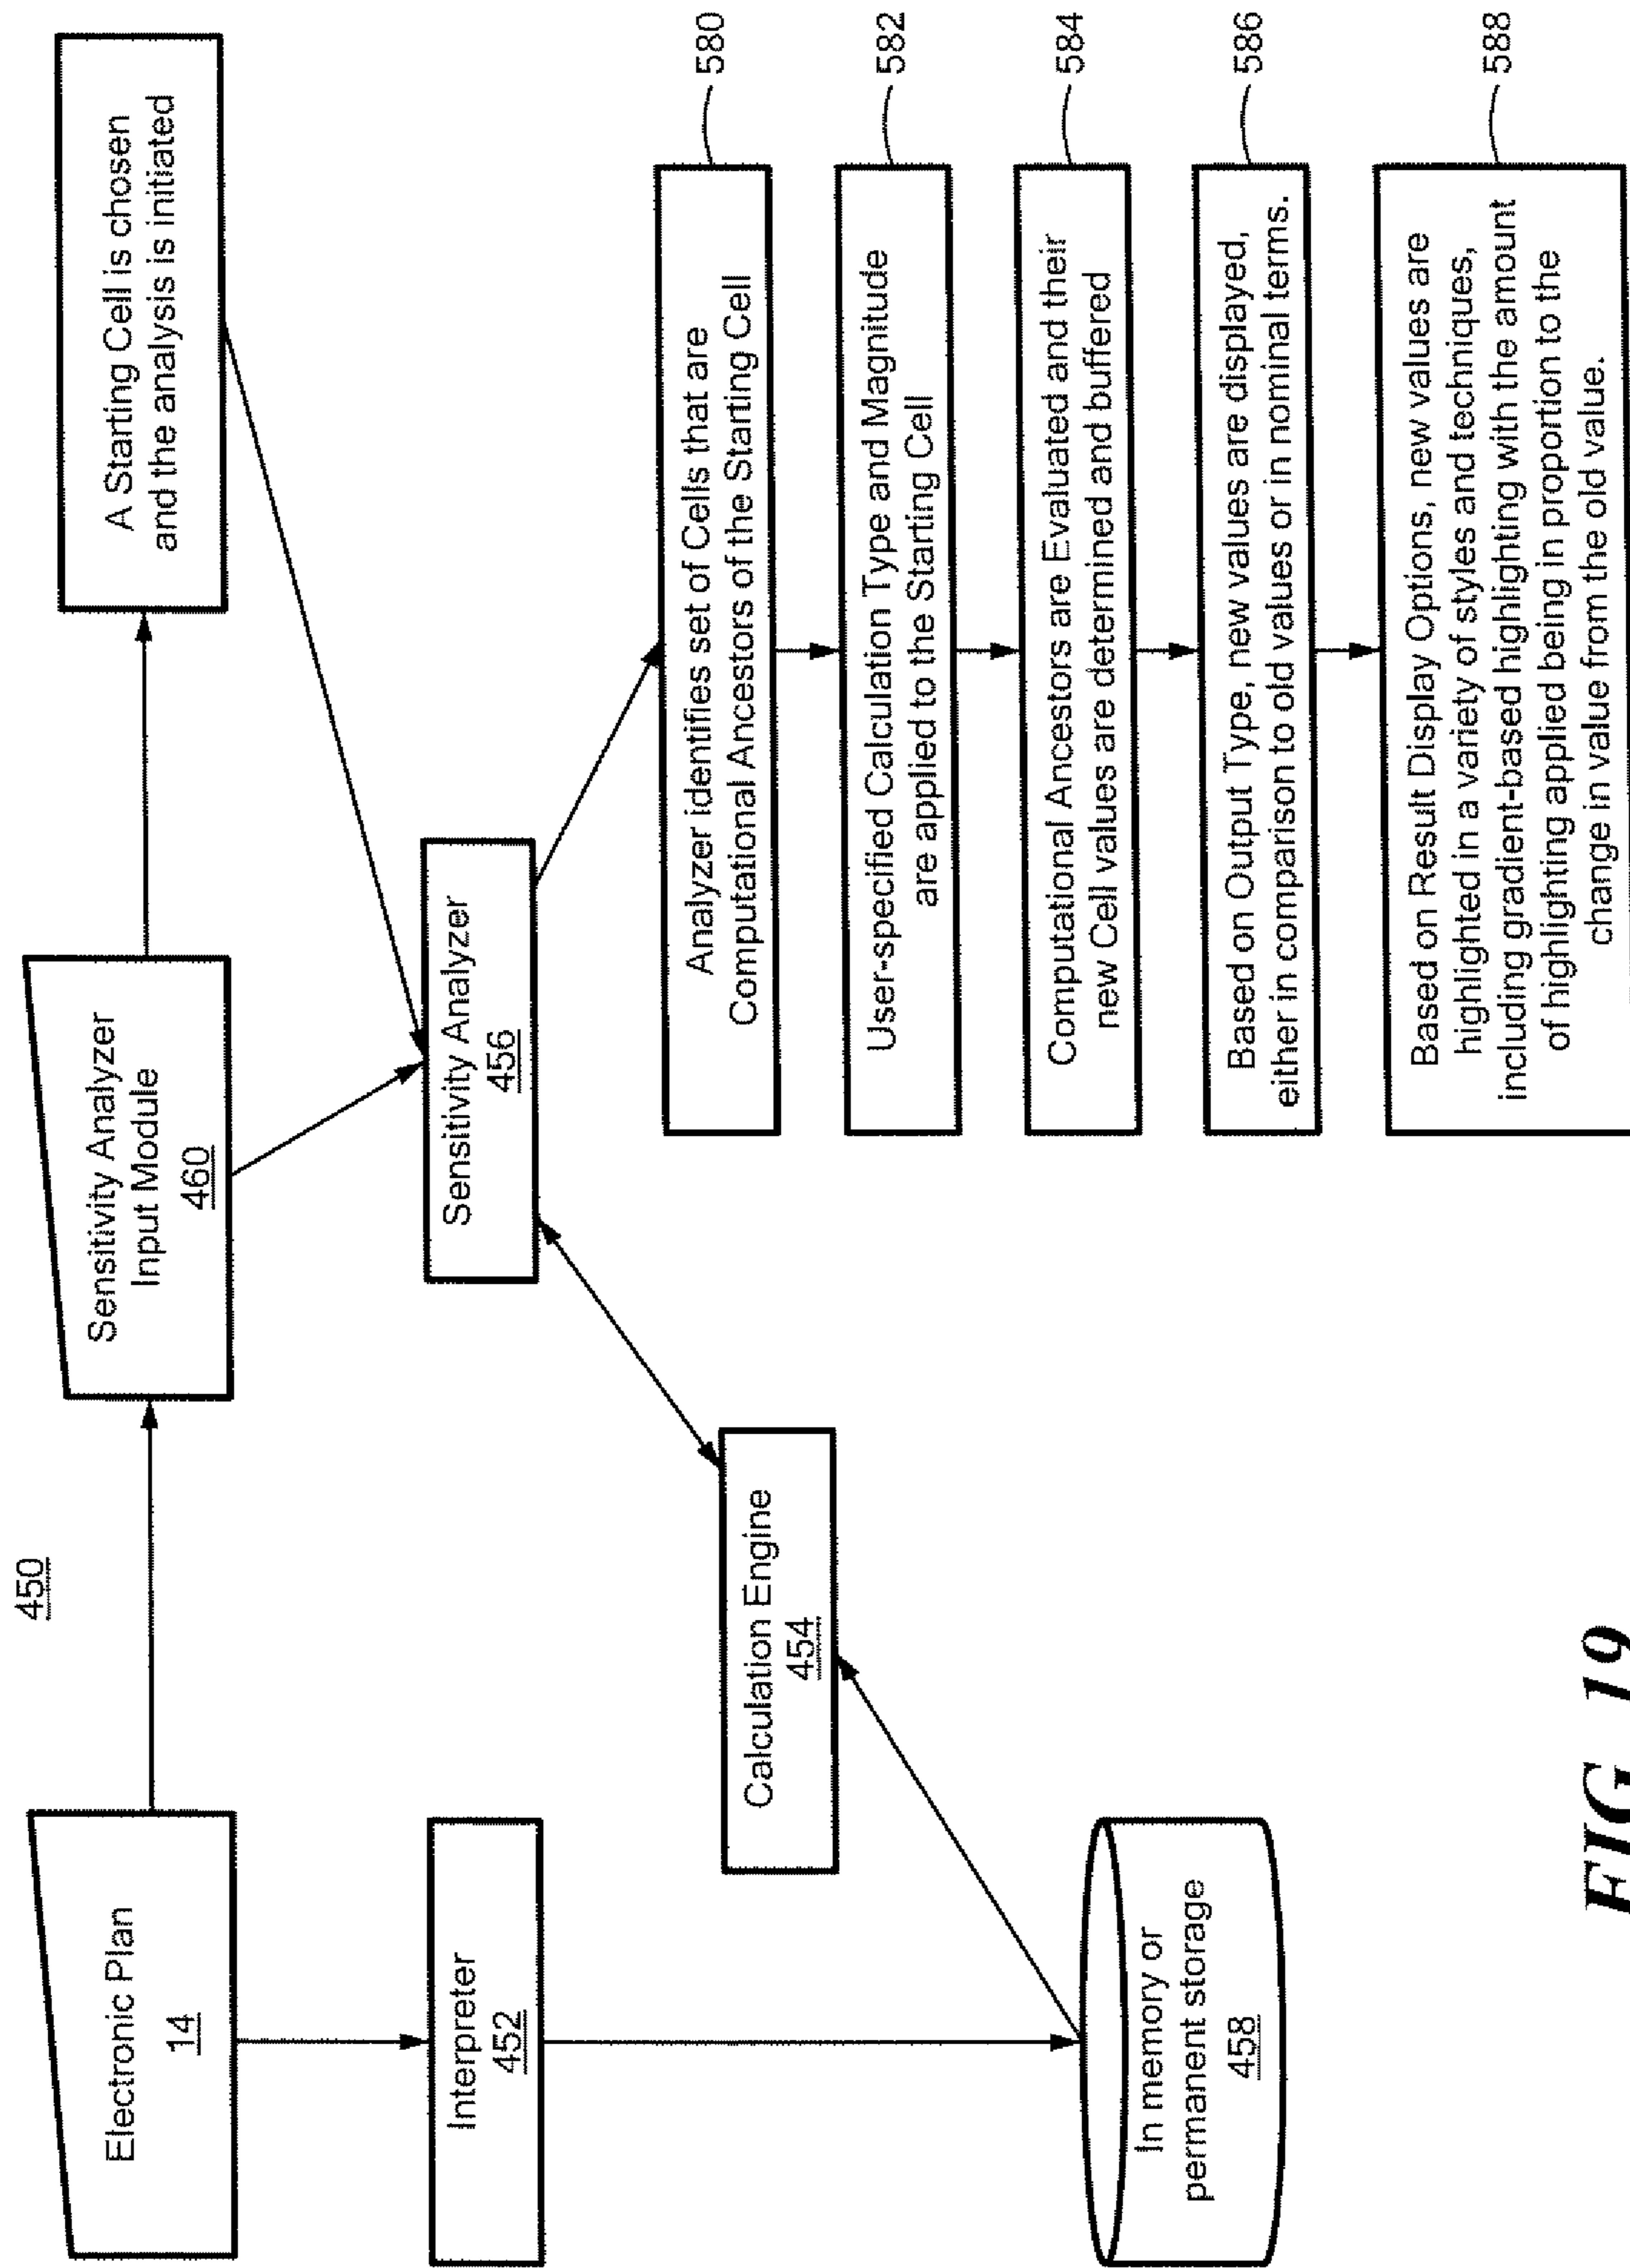 450
Electronic Plan
14
Sensitivity Analyzer
Input Module
460
A Starting Cell is chosen
and the analysis is initiated
Interpreter
452
Sensitivity Analyzer
456
Calculation Engine
454
In memory or
permanent storage
458
Analyzer identifies set of Cells that are
Computational Ancestors of the Starting Cell
580
User-specified Calculation Type and Magnitude
are applied to the Starting Cell
582
Computational Ancestors are Evaluated and their
new Cell values are determined and buffered
584
Based on Output Type, new values are displayed,
either in comparison to old values or in nominal terms.
586
Based on Result Display Options, new values are
highlighted in a variety of styles and techniques,
including gradient-based highlighting with the amount
of highlighting applied being in proportion to the
change in value from the old value.
588
FIG. 19